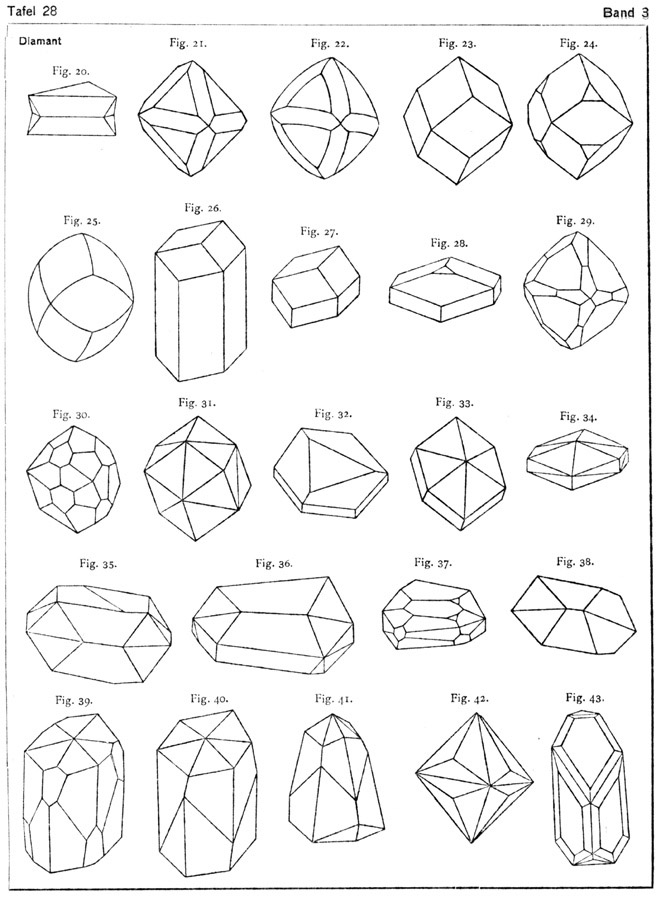 Tafel 28
Band 3
Diamant
Fig. 20.
Fig. 21.
Fig. 22.
Fig. 23.
Fig. 24.
Fig. 25.
Fig. 26.
Fig. 27.
Fig. 28.
Fig. 29.
Fig. 30.
Fig. 31.
Fig. 32.
Fig. 33.
Fig. 34.
Fig. 35.
Fig. 36.
Fig. 37.
Fig. 38.
Fig. 39.
Fig. 40.
Fig. 41.
Fig. 42.
Fig. 43.